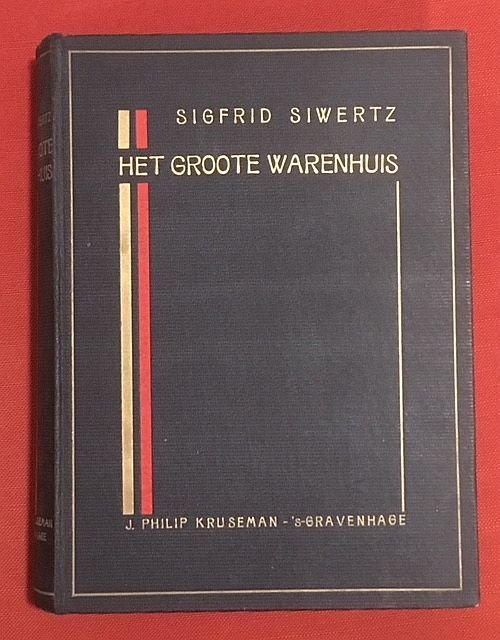 SIGFRID SIWERTZ
HET GROOTE WARENHUIS
J. PHILIP KRUSEMAN - 's-GRAVENHAGE